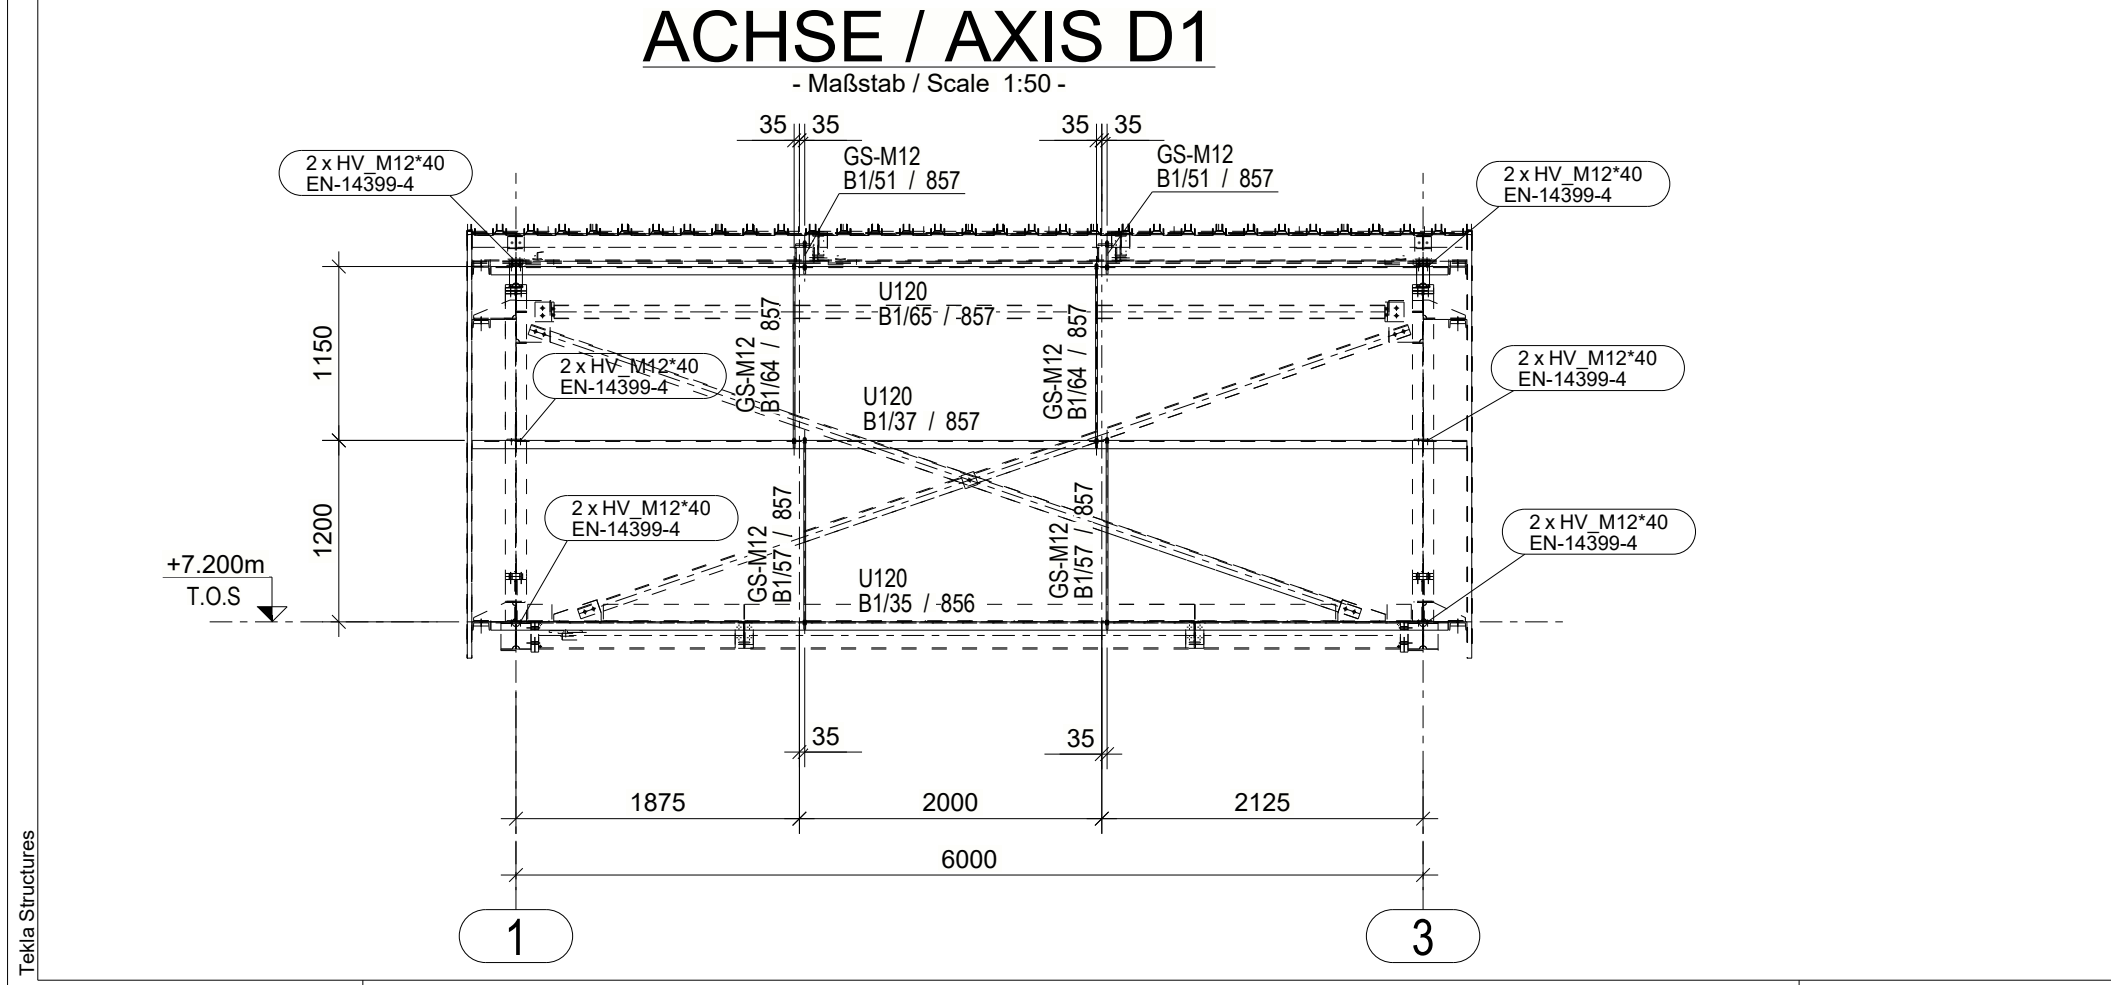 ACHSE / AXIS D1
- Maßstab / Scale 1:50 -
35 35
35 35
GS-M12
B1/51 / 857
GS-M12
B1/51 / 857
2 x HV_M12*40
EN-14399-4
2 x HV_M12*40
EN-14399-4
U120
B1/65 / 857
GS-M12
B1/64 / 857
GS-M12
B1/64 / 857
1150
2 x HV_M12*40
EN-14399-4
2 x HV_M12*40
EN-14399-4
U120
B1/37 / 857
1200
2 x HV_M12*40
EN-14399-4
2 x HV_M12*40
EN-14399-4
GS-M12
B1/57 / 857
GS-M12
B1/57 / 857
+7.200m
T.O.S
U120
B1/35 / 856
35
35
1875
2000
2125
6000
1
3
Tekla Structures